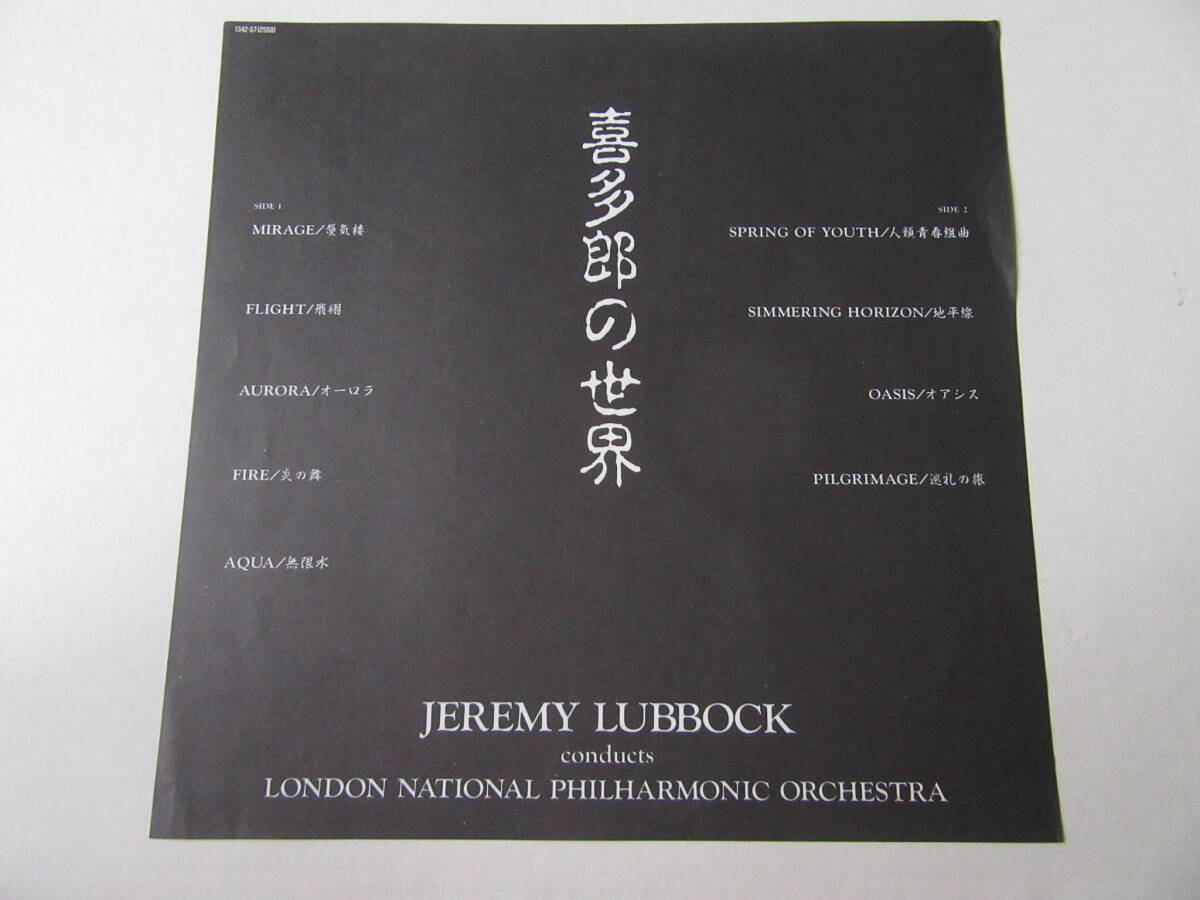 1342-57(2550)
喜多郎の世界
SIDE 1
MIRAGE/蜃気楼
FLIGHT/飛翔
AURORA/オーロラ
FIRE/炎の舞
AQUA/無限水
SIDE 2
SPRING OF YOUTH/人類青春組曲
SIMMERING HORIZON/地平線
OASIS/オアシス
PILGRIMAGE/巡礼の旅
JEREMY LUBBOCK
conducts
LONDON NATIONAL PHILHARMONIC ORCHESTRA